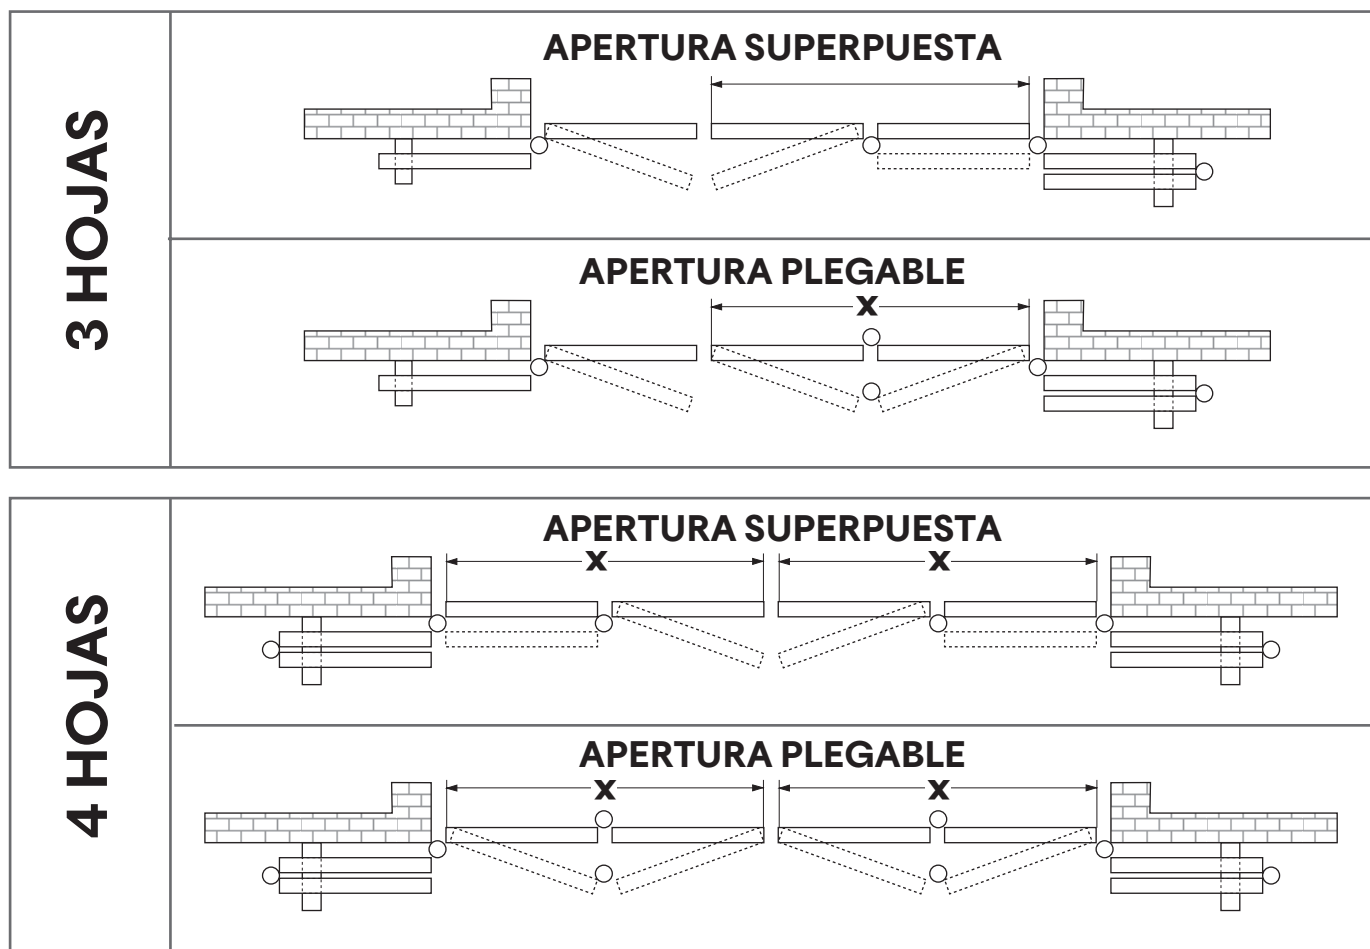 3 HOJAS
APERTURA SUPERPUESTA
APERTURA PLEGABLE
X
4 HOJAS
APERTURA SUPERPUESTA
X X
APERTURA PLEGABLE
X X